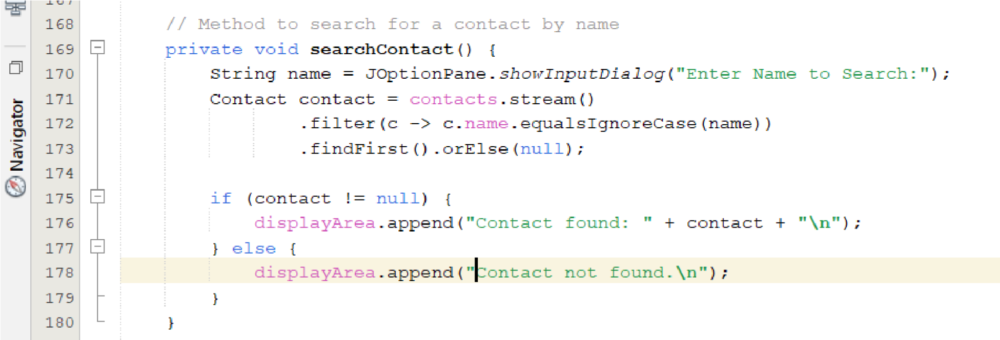 Navigator
167
168 // Method to search for a contact by name
169 private void searchContact() {
170 String name = JOptionPane.showInputDialog("Enter Name to Search:");
171 Contact contact = contacts.stream()
172 .filter(c -> c.name.equalsIgnoreCase(name))
173 .findFirst().orElse(null);
174
175 if (contact != null) {
176 displayArea.append("Contact found: " + contact + "\n");
177 } else {
178 displayArea.append("Contact not found.\n");
179 }
180 }